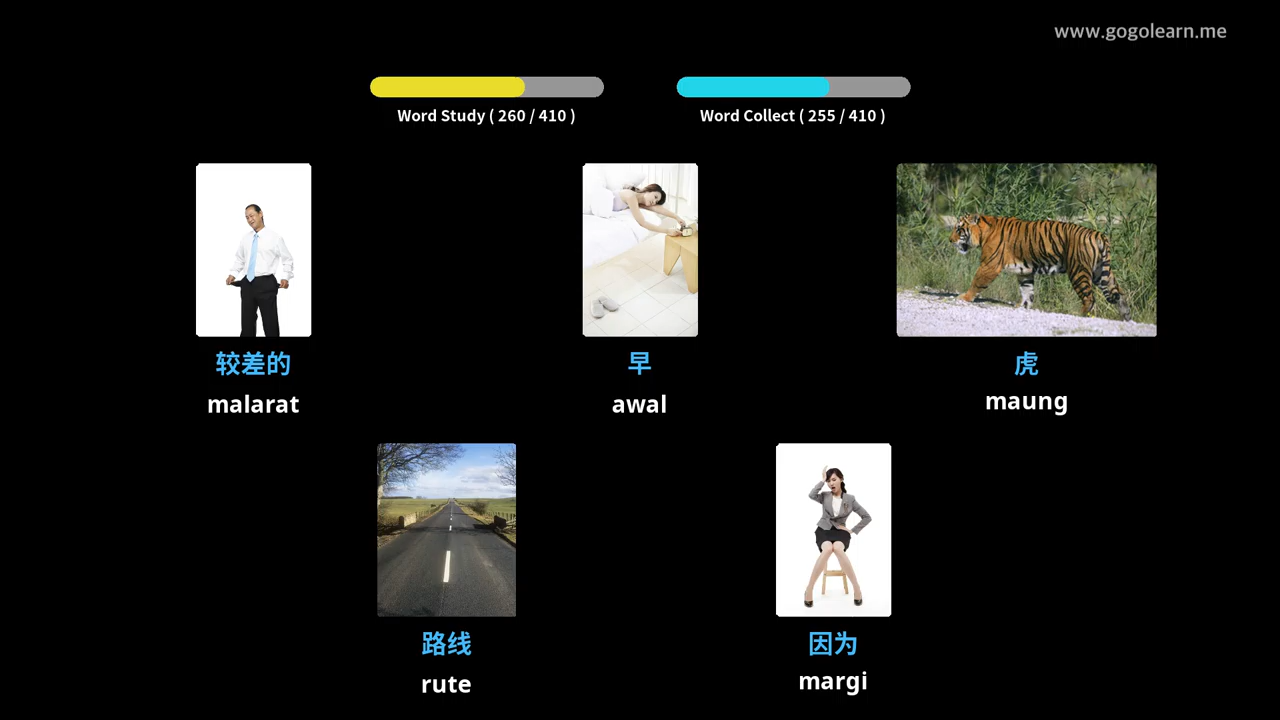 www.gogolearn.me
Word Study ( 260 / 410 )
Word Collect ( 255 / 410 )
较差的
malarat
早
awal
虎
maung
路线
rute
因为
margi